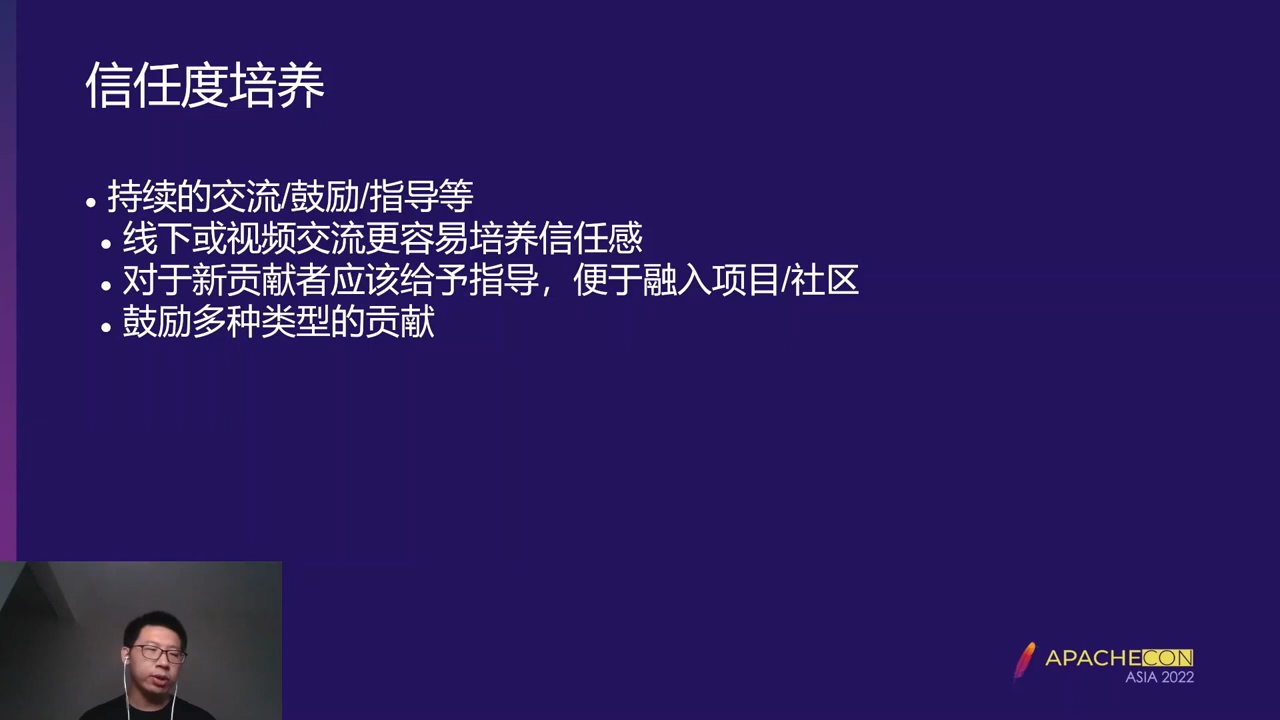 信任度培养
持续的交流/鼓励/指导等
线下或视频交流更容易培养信任感
对于新贡献者应该给予指导，便于融入项目/社区
鼓励多种类型的贡献
APACHECON
ASIA 2022